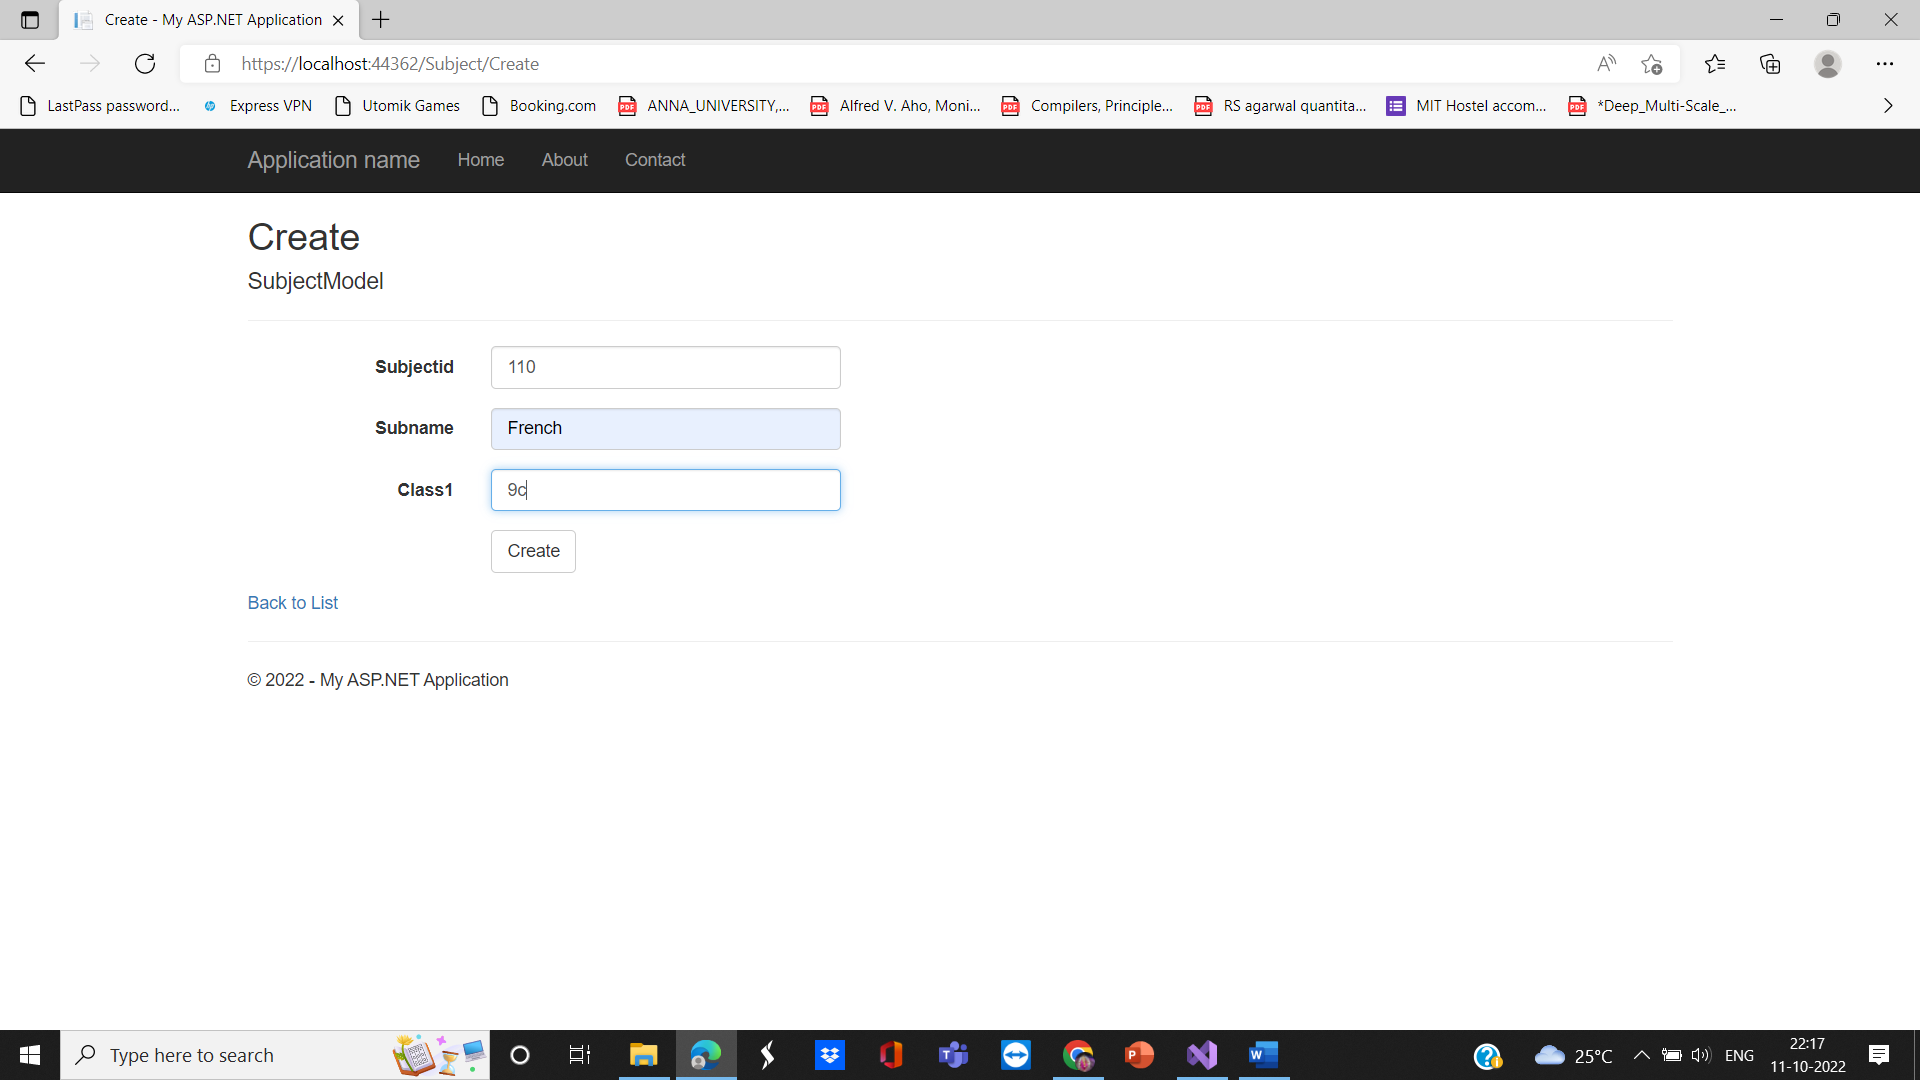 Create - My ASP.NET Application
https://localhost:44362/Subject/Create
LastPass password... Express VPN Utomik Games Booking.com ANNA_UNIVERSITY,... Alfred V. Aho, Moni... Compilers, Principle... RS agarwal quantita... MIT Hostel accom... *Deep_Multi-Scale_...
Application name Home About Contact
Create
SubjectModel
Subjectid 110
Subname French
Class1 9c
Create
Back to List
© 2022 - My ASP.NET Application
Type here to search
25°C ENG 22:17
11-10-2022